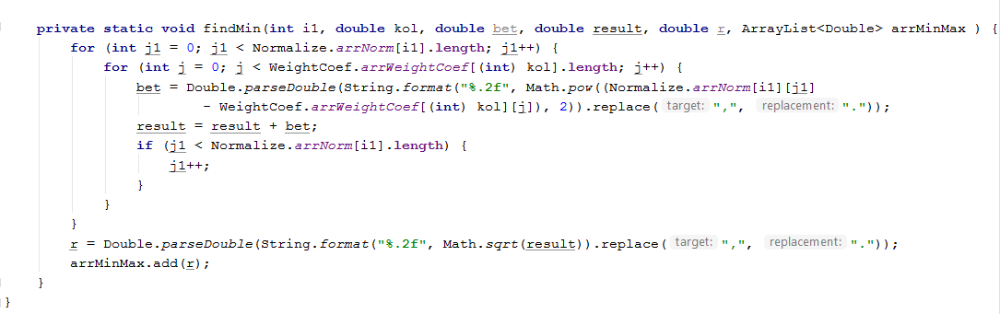 private static void findMin(int i1, double kol, double bet, double result, double r, ArrayList<Double> arrMinMax ) {
for (int j1 = 0; j1 < Normalize.arrNorm[i1].length; j1++) {
for (int j = 0; j < WeightCoef.arrWeightCoef[(int) kol].length; j++) {
bet = Double.parseDouble(String.format("%.2f", Math.pow((Normalize.arrNorm[i1][j1]
- WeightCoef.arrWeightCoef[(int) kol][j]), 2)).replace( target: ",", replacement: "."));
result = result + bet;
if (j1 < Normalize.arrNorm[i1].length) {
j1++;
}
}
}
r = Double.parseDouble(String.format("%.2f", Math.sqrt(result)).replace( target: ",", replacement: "."));
arrMinMax.add(r);
}
}